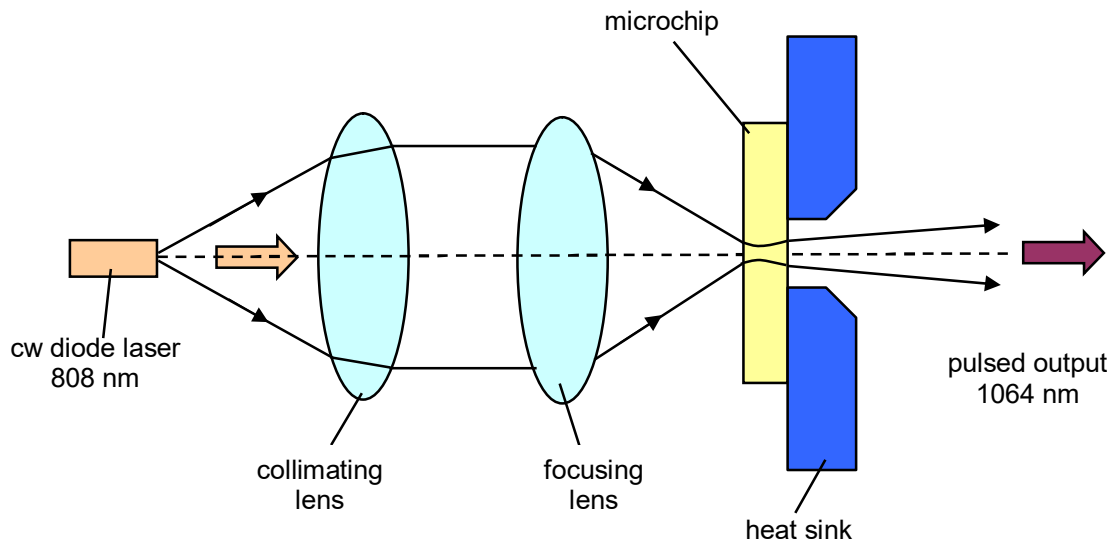 microchip
cw diode laser
808 nm
pulsed output
1064 nm
collimating
lens
focusing
lens
heat sink